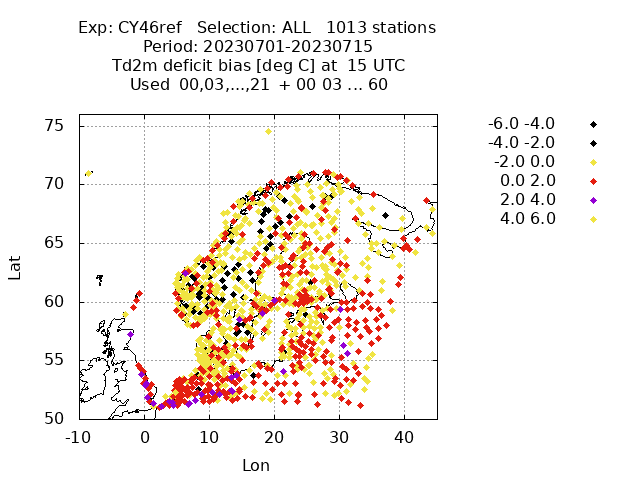 Exp: CY46ref   Selection: ALL   1013 stations
Period: 20230701-20230715
Td2m deficit bias [deg C] at  15 UTC
Used  00,03,...,21  + 00 03 ... 60
-6.0 -4.0
-4.0 -2.0
-2.0 0.0
0.0 2.0
2.0 4.0
4.0 6.0
75
70
65
60
55
50
Lat
-10 0 10 20 30 40
Lon